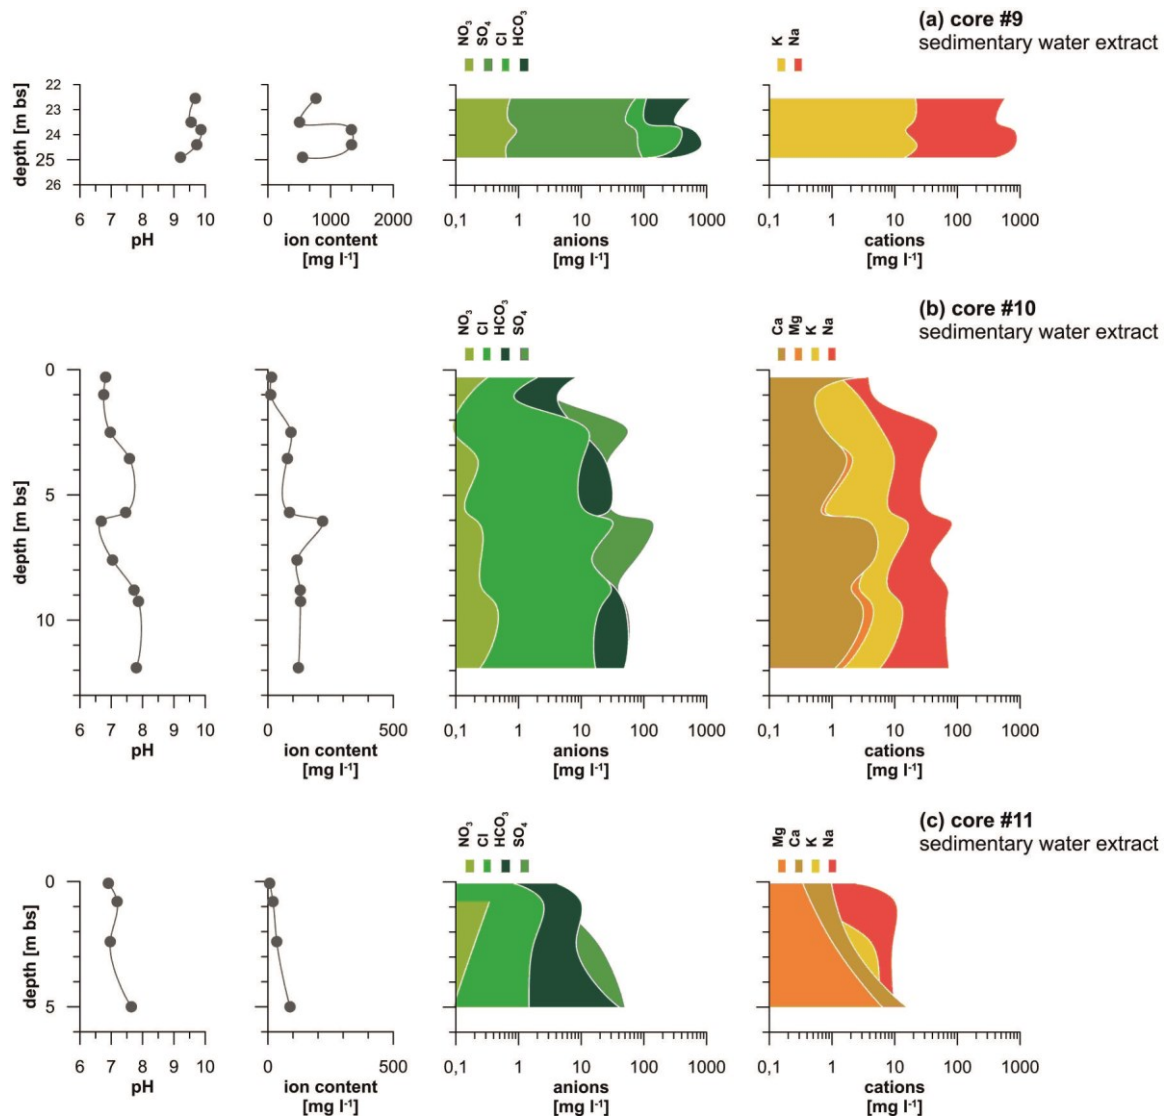 (a) core #9
sedimentary water extract
NO3 SO4 Cl HCO3
K Na
depth [m bs]
22
23
24
25
26
6 7 8 9 10
pH
0 1000 2000
ion content
[mg l-1]
0,1 1 10 100 1000
anions
[mg l-1]
0,1 1 10 100 1000
cations
[mg l-1]
(b) core #10
sedimentary water extract
NO3 Cl HCO3 SO4
Ca Mg K Na
depth [m bs]
0
5
10
6 7 8 9 10
pH
0 500
ion content
[mg l-1]
0,1 1 10 100 1000
anions
[mg l-1]
0,1 1 10 100 1000
cations
[mg l-1]
(c) core #11
sedimentary water extract
NO3 Cl HCO3 SO4
Mg Ca K Na
depth [m bs]
0
5
6 7 8 9 10
pH
0 500
ion content
[mg l-1]
0,1 1 10 100 1000
anions
[mg l-1]
0,1 1 10 100 1000
cations
[mg l-1]